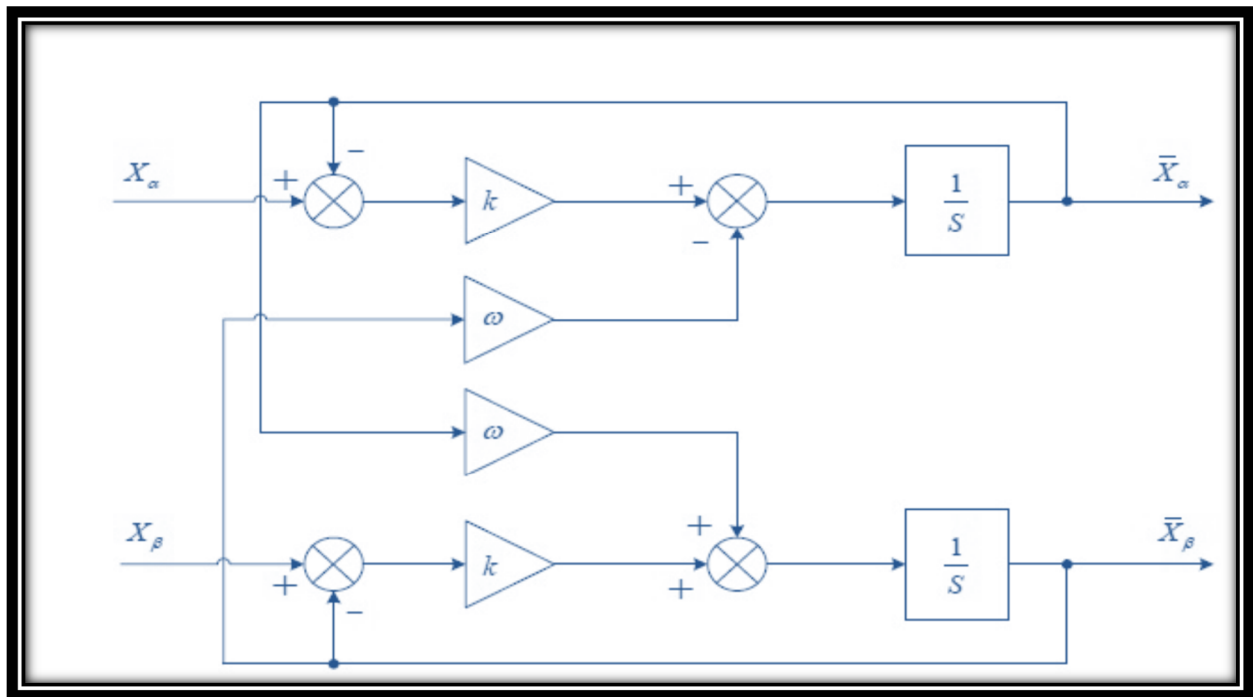 X_α + − k + − 1/S X̄_α
ω
ω
X_β + − k + + 1/S X̄_β